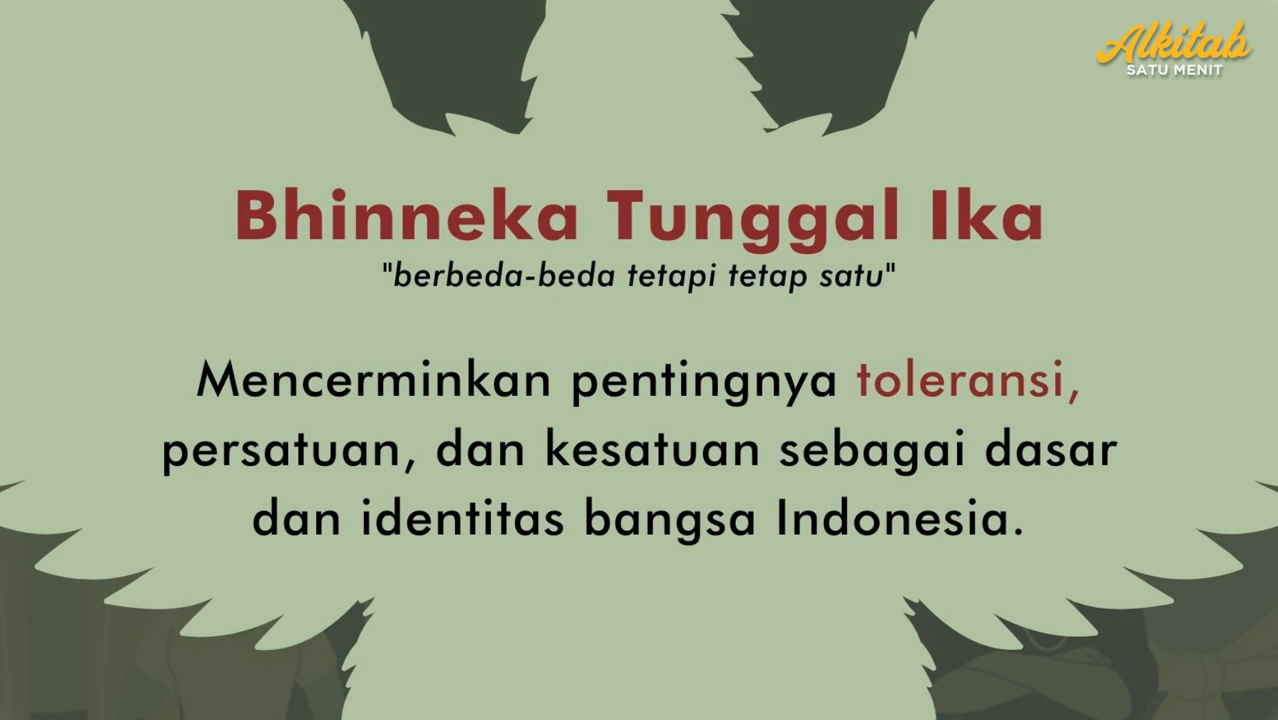 Alkitab
SATU MENIT
Bhinneka Tunggal Ika
"berbeda-beda tetapi tetap satu"
Mencerminkan pentingnya toleransi,
persatuan, dan kesatuan sebagai dasar
dan identitas bangsa Indonesia.